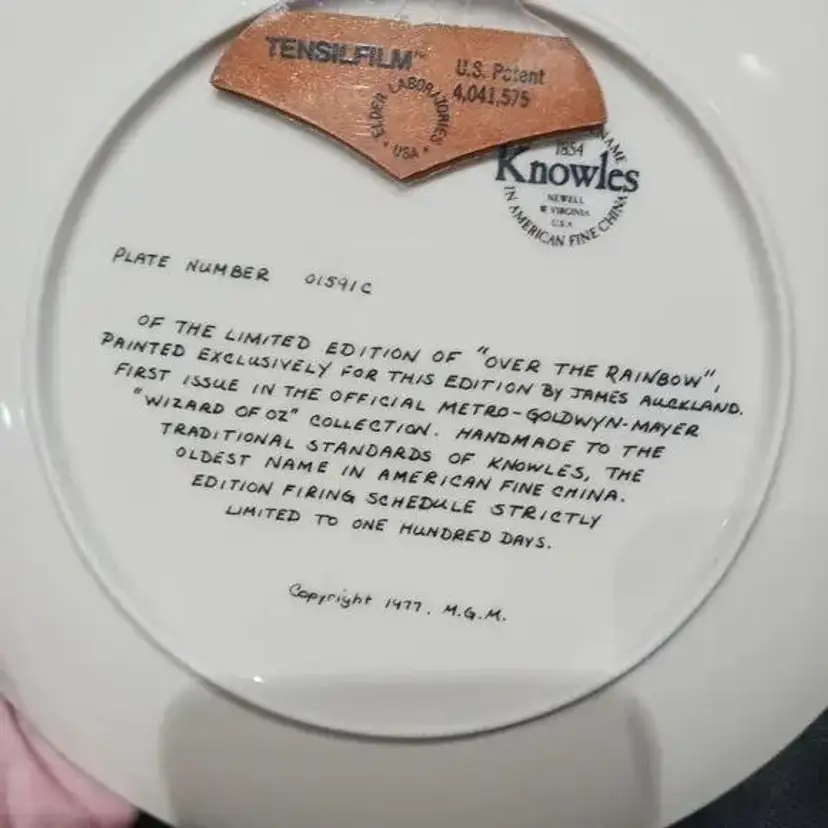 TENSILFILM™
U.S. Patent
4,041,575
ELDER LABORATORIES
• USA •
NAME
1854
Knowles
NEWELL
W. VIRGINIA
U.S.A.
IN AMERICAN FINE CHINA
PLATE NUMBER 01591C
OF THE LIMITED EDITION OF "OVER THE RAINBOW",
PAINTED EXCLUSIVELY FOR THIS EDITION BY JAMES AUCKLAND.
FIRST ISSUE IN THE OFFICIAL METRO-GOLDWYN-MAYER
"WIZARD OF OZ" COLLECTION. HANDMADE TO THE
TRADITIONAL STANDARDS OF KNOWLES, THE
OLDEST NAME IN AMERICAN FINE CHINA.
EDITION FIRING SCHEDULE STRICTLY
LIMITED TO ONE HUNDRED DAYS.
Copyright 1977. M.G.M.